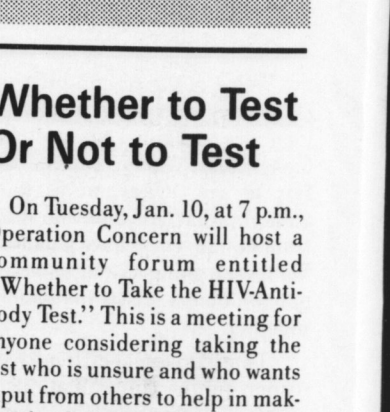 Whether to Test
Or Not to Test
On Tuesday, Jan. 10, at 7 p.m.,
peration Concern will host a
ommunity forum entitled
Whether to Take the HIV-Anti-
ody Test.” This is a meeting for
nyone considering taking the
st who is unsure and who wants
put from others to help in mak-